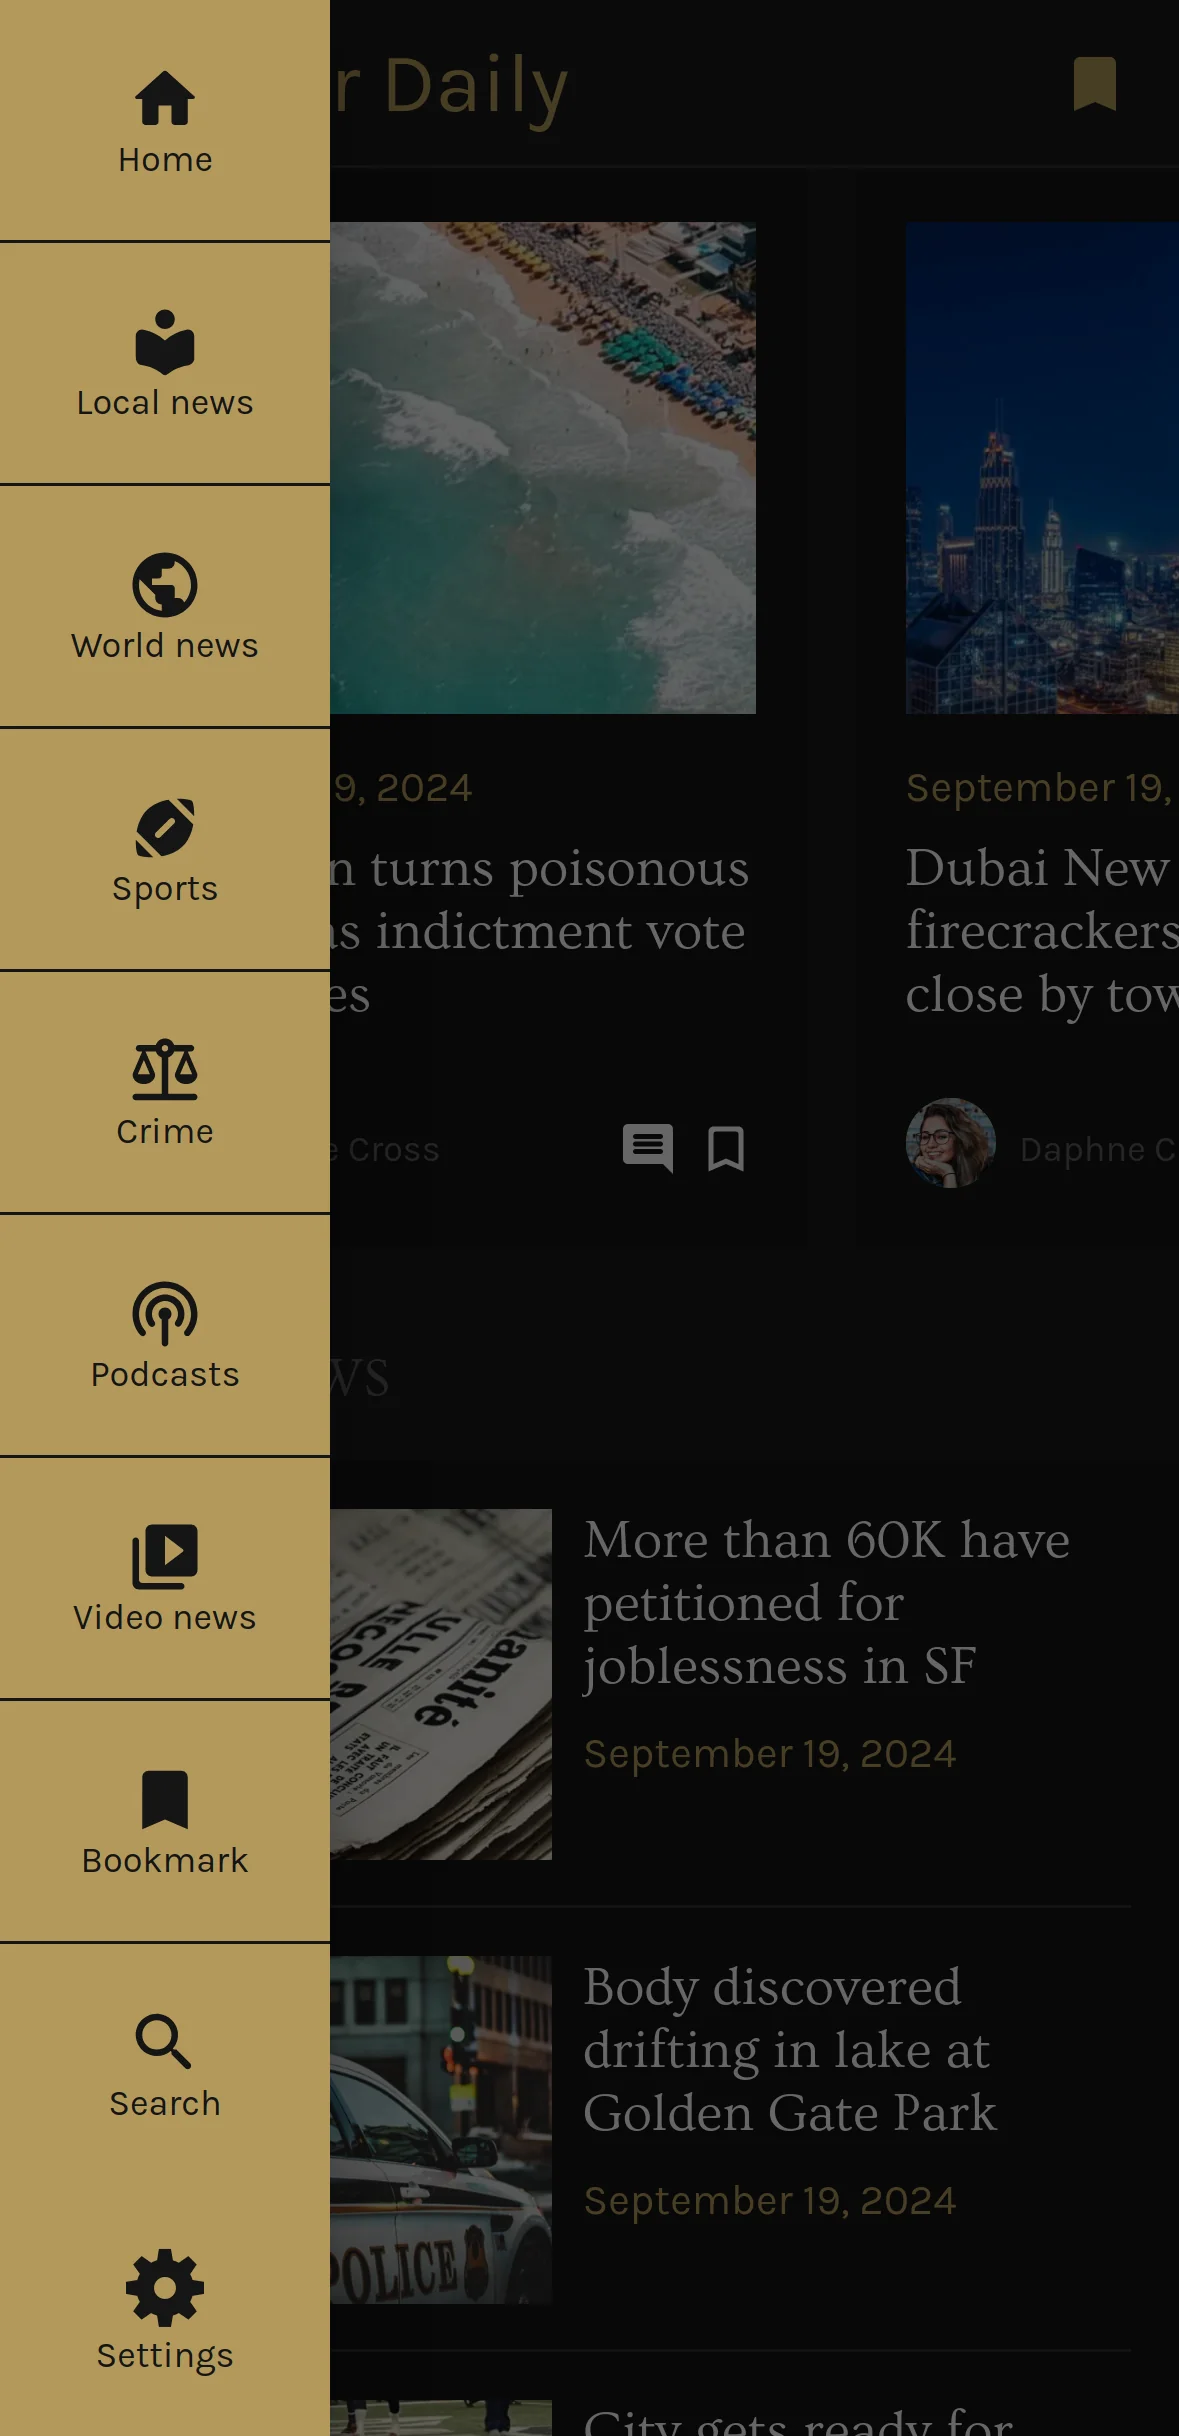 Home
Local news
World news
Sports
Crime
Podcasts
Video news
Bookmark
Search
Settings
r Daily
9, 2024
n turns poisonous
as indictment vote
es
e Cross
September 19,
Dubai New
firecrackers
close by tow
Daphne C
ws
More than 60K have
petitioned for
joblessness in SF
September 19, 2024
anité
Body discovered
drifting in lake at
Golden Gate Park
September 19, 2024
POLICE
City gets ready for